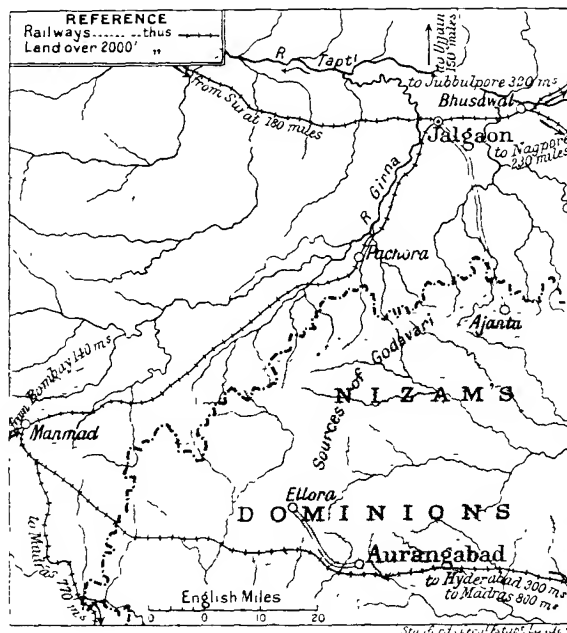 REFERENCE
Railways ...... thus
Land over 2000' "
R. Tapti
to Ujjain
150 miles
from Surat 180 miles
to Jubbulpore 320 ms
Bhusawal
Jalgaon
to Nagpore
230 miles
R Girna
Pachora
Ajanta
from Bombay 140 ms
Sources of Godavari
NIZAM'S
Manmad
Ellora
DOMINIONS
to Madras 770 ms
Aurangabad
to Hyderabad 300 ms
to Madras 800 ms
English Miles
10 0 10 20